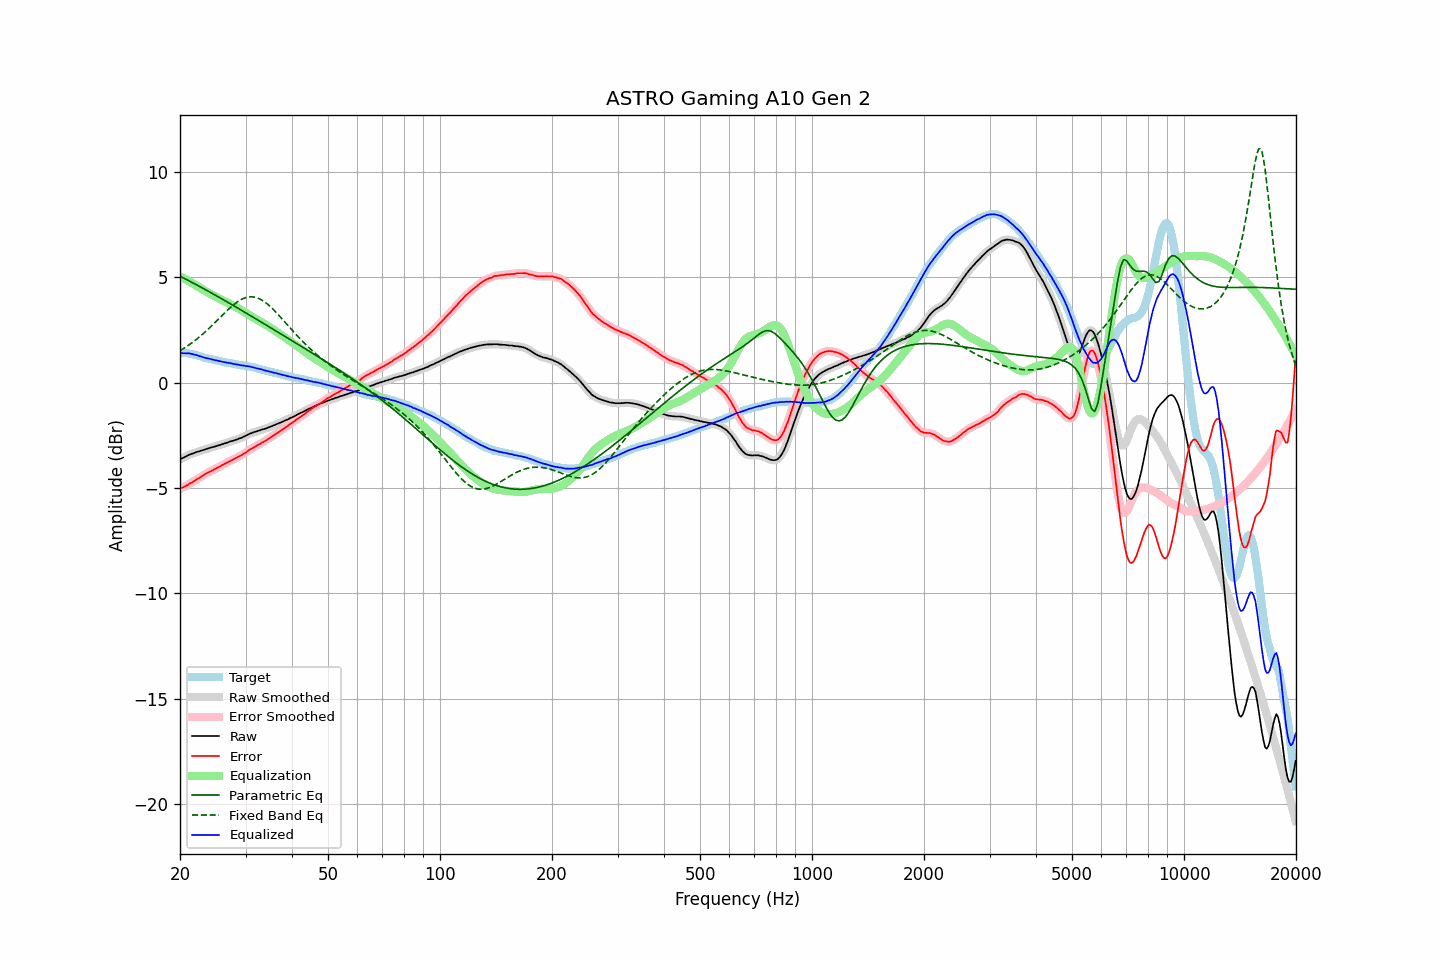 ASTRO Gaming A10 Gen 2
Amplitude (dBr)
10
5
0
−5
−10
−15
−20
Target
Raw Smoothed
Error Smoothed
Raw
Error
Equalization
Parametric Eq
Fixed Band Eq
Equalized
20 50 100 200 500 1000 2000 5000 10000 20000
Frequency (Hz)